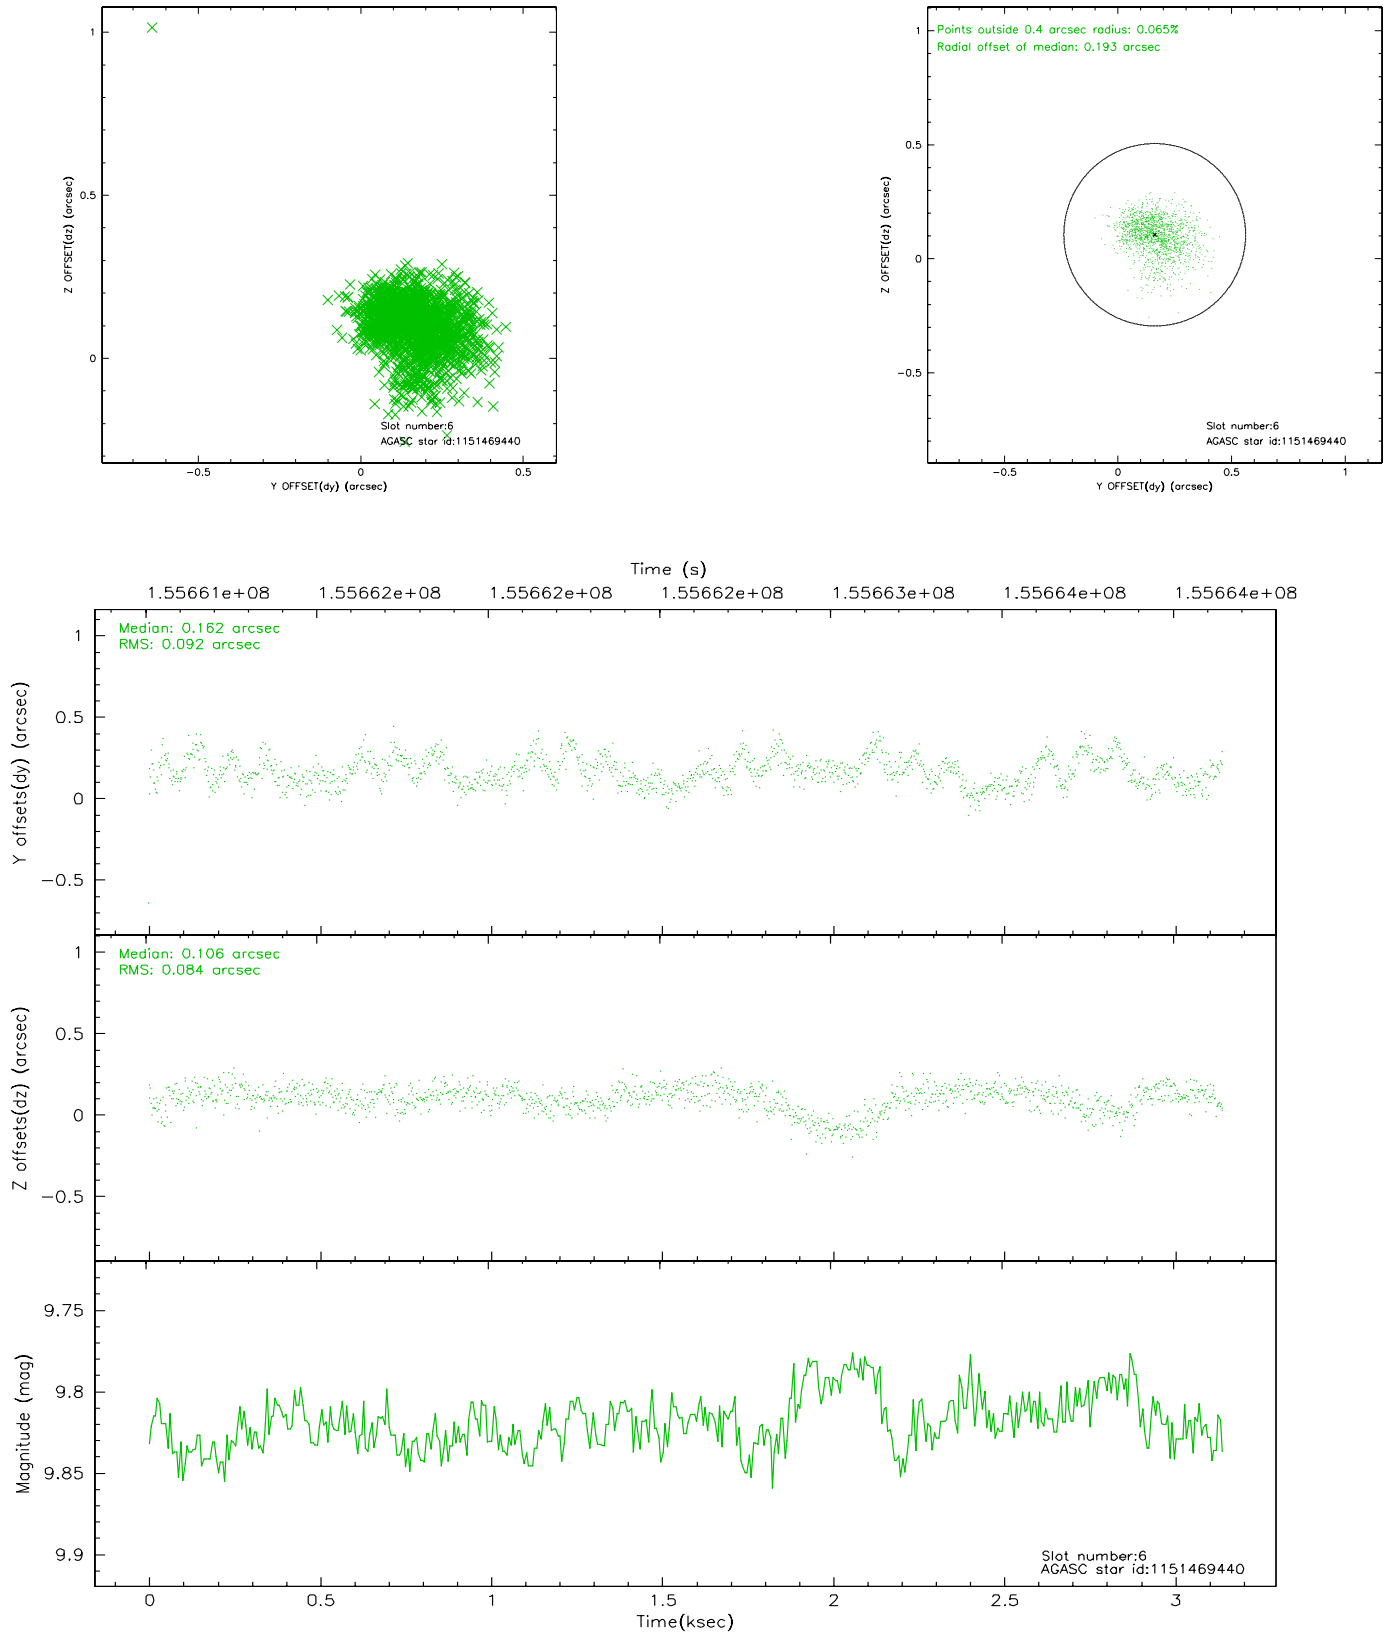 1
0.5
0
Z OFFSET(dz) (arcsec)
Slot number:6
AGASC star id:1151469440
-0.5
0
0.5
Y OFFSET(dy) (arcsec)
Points outside 0.4 arcsec radius: 0.065%
Radial offset of median: 0.193 arcsec
1
0.5
0
-0.5
Z OFFSET(dz) (arcsec)
Slot number:6
AGASC star id:1151469440
-0.5
0
0.5
1
Y OFFSET(dy) (arcsec)
Time (s)
1.55661e+08
1.55662e+08
1.55662e+08
1.55662e+08
1.55663e+08
1.55664e+08
1.55664e+08
Median: 0.162 arcsec
RMS: 0.092 arcsec
1
0.5
0
-0.5
Y offsets(dy) (arcsec)
Median: 0.106 arcsec
RMS: 0.084 arcsec
1
0.5
0
-0.5
Z offsets(dz) (arcsec)
9.75
9.8
9.85
9.9
Magnitude (mag)
Slot number:6
AGASC star id:1151469440
0
0.5
1
1.5
2
2.5
3
Time(ksec)